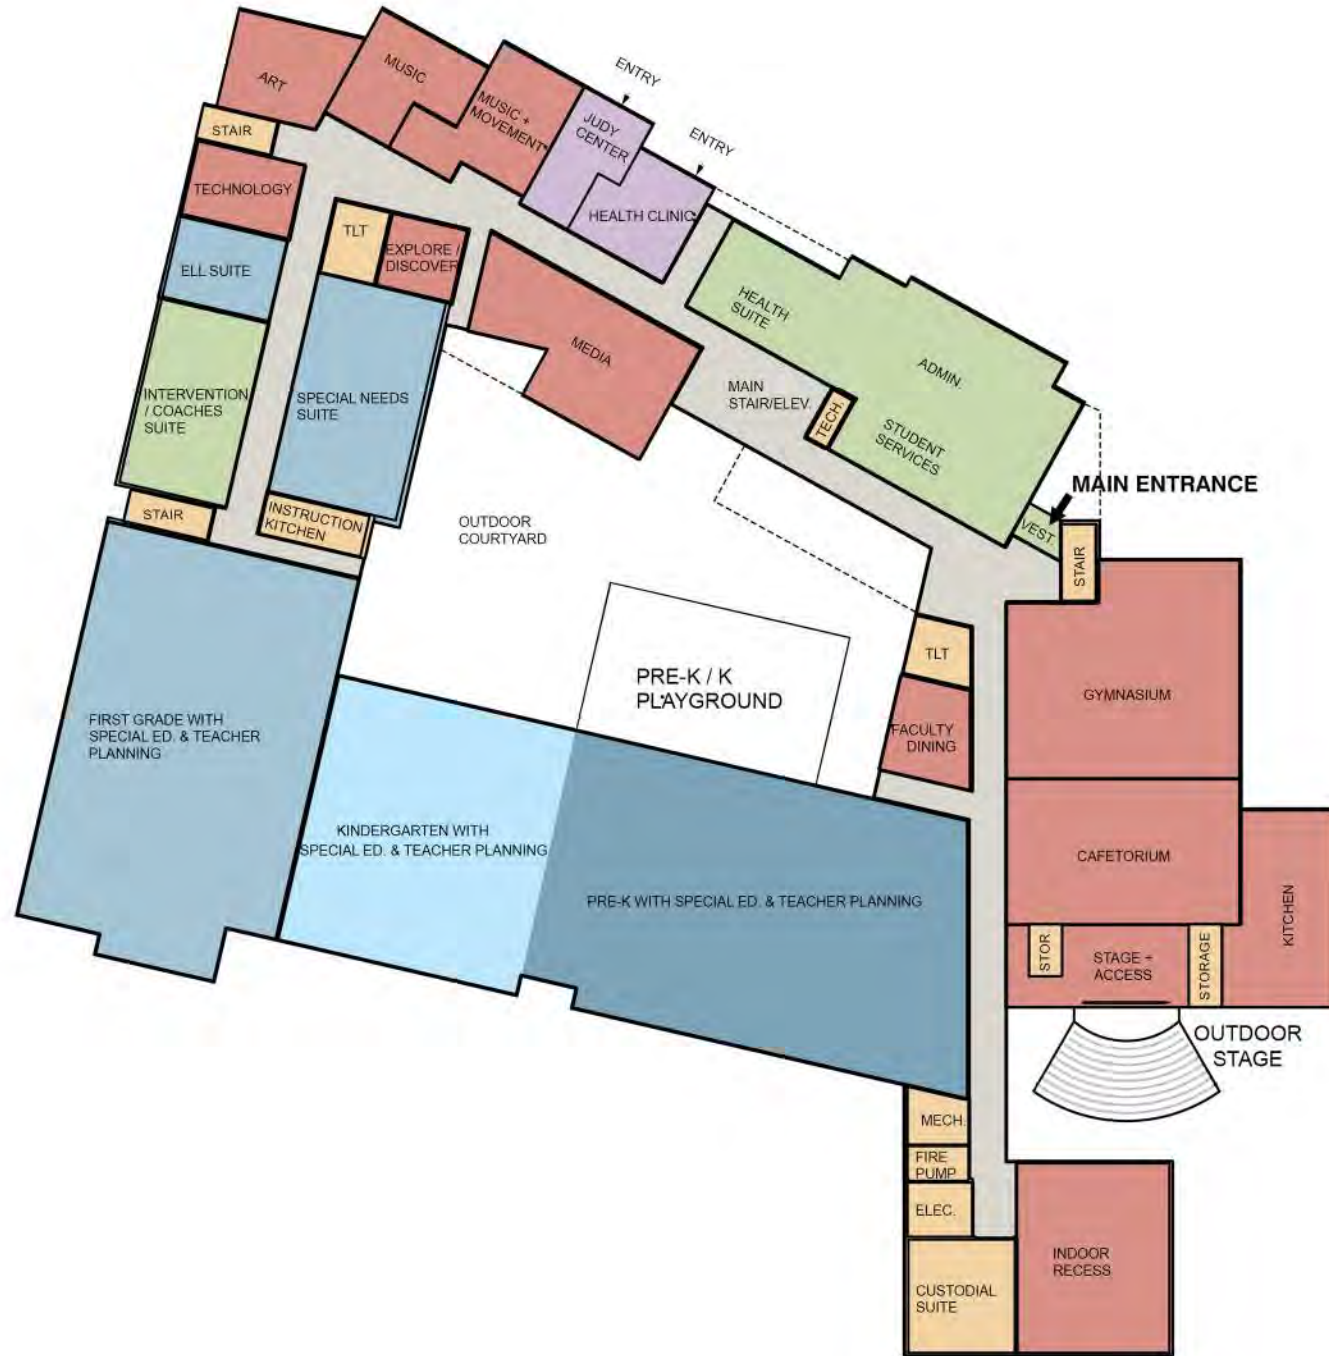 ENTRY
ART
MUSIC
MUSIC +
MOVEMENT
JUDY
CENTER
ENTRY
STAIR
TECHNOLOGY
HEALTH CLINIC
TLT
EXPLORE /
DISCOVER
ELL SUITE
HEALTH
SUITE
MEDIA
ADMIN.
INTERVENTION
/ COACHES
SUITE
SPECIAL NEEDS
SUITE
MAIN
STAIR/ELEV.
TECH.
STUDENT
SERVICES
MAIN ENTRANCE
STAIR
INSTRUCTION
KITCHEN
OUTDOOR
COURTYARD
VEST.
STAIR
TLT
PRE-K / K
PLAYGROUND
GYMNASIUM
FIRST GRADE WITH
SPECIAL ED. & TEACHER
PLANNING
FACULTY
DINING
KINDERGARTEN WITH
SPECIAL ED. & TEACHER PLANNING
CAFETORIUM
PRE-K WITH SPECIAL ED. & TEACHER PLANNING
KITCHEN
STOR
STAGE +
ACCESS
STORAGE
OUTDOOR
STAGE
MECH.
FIRE
PUMP
ELEC.
INDOOR
RECESS
CUSTODIAL
SUITE